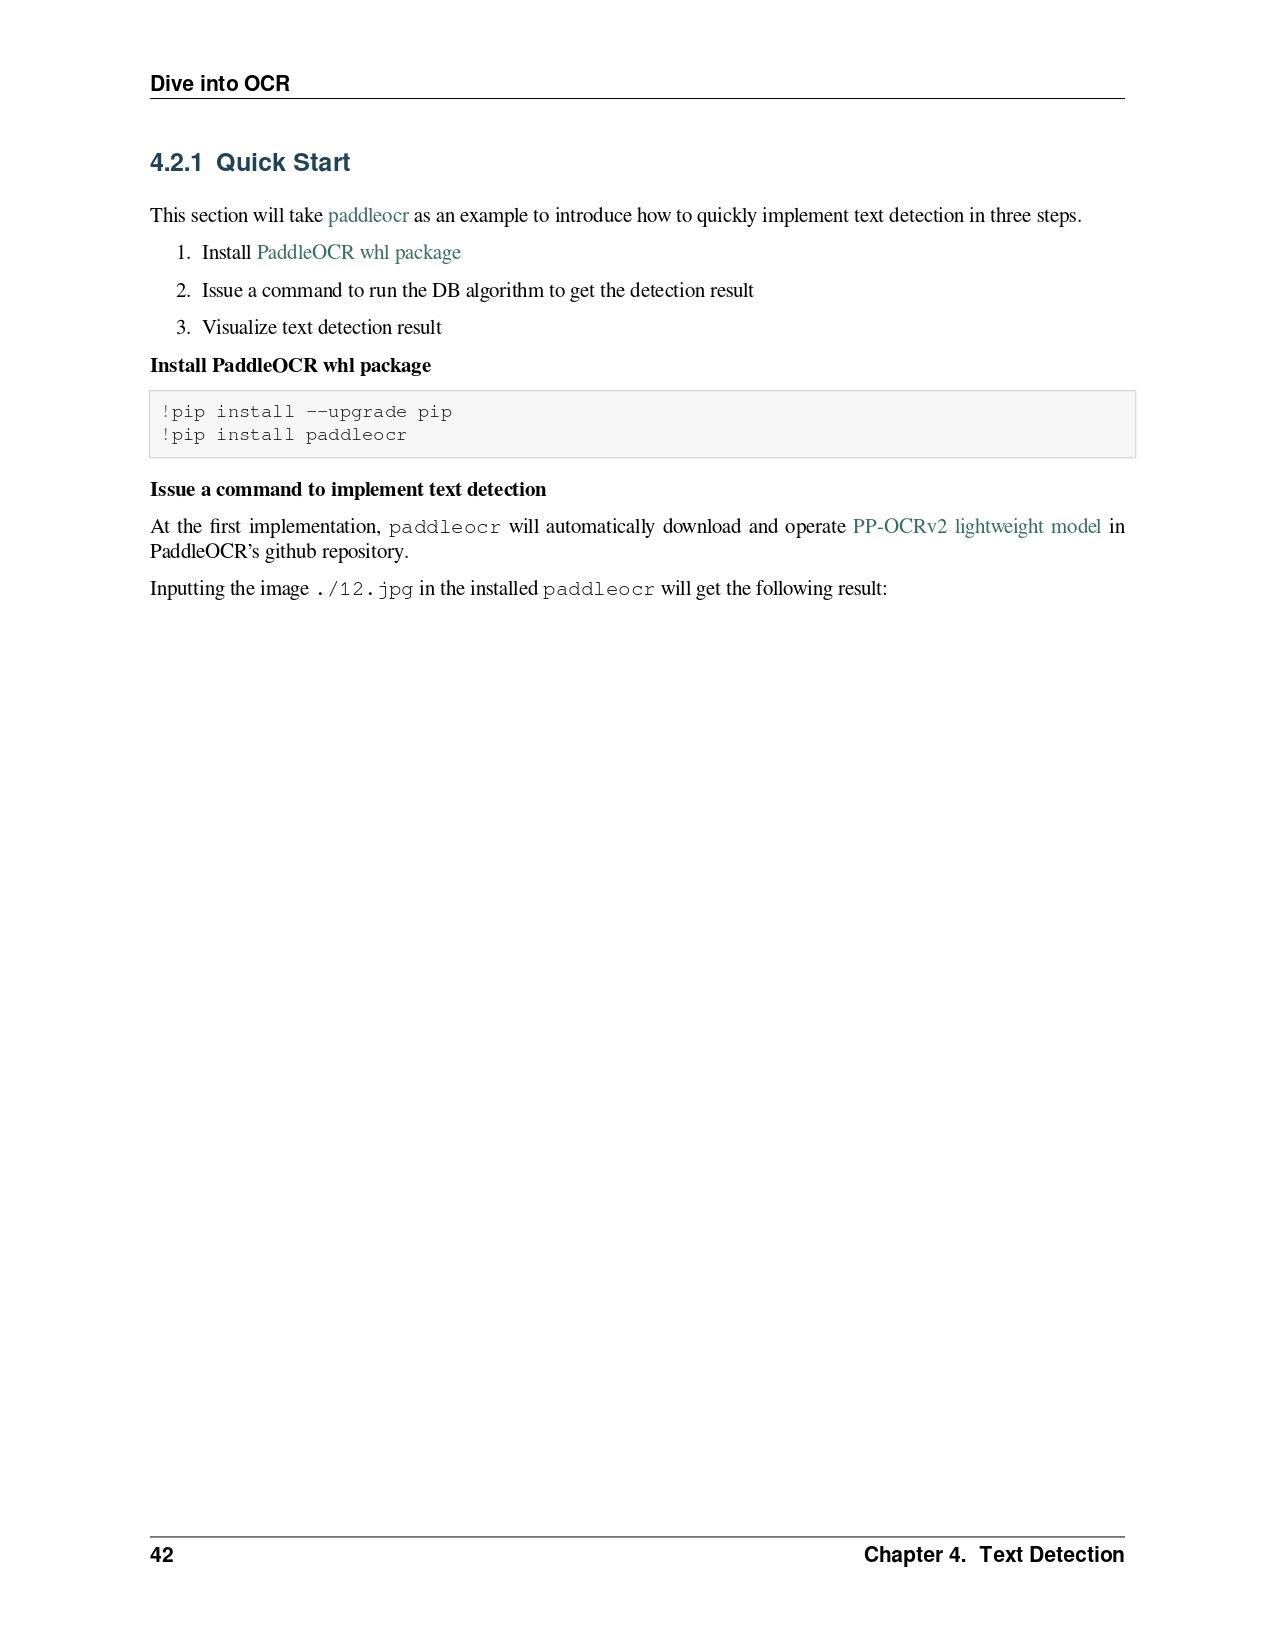 Dive into OCR
4.2.1 Quick Start
This section will take paddleocr as an example to introduce how to quickly implement text detection in three steps.
1. Install PaddleOCR whl package
2. Issue a command to run the DB algorithm to get the detection result
3. Visualize text detection result
Install PaddleOCR whl package
!pip install --upgrade pip
!pip install paddleocr
Issue a command to implement text detection
At the first implementation, paddleocr will automatically download and operate PP-OCRv2 lightweight model in
PaddleOCR’s github repository.
Inputting the image ./12.jpg in the installed paddleocr will get the following result:
42
Chapter 4. Text Detection